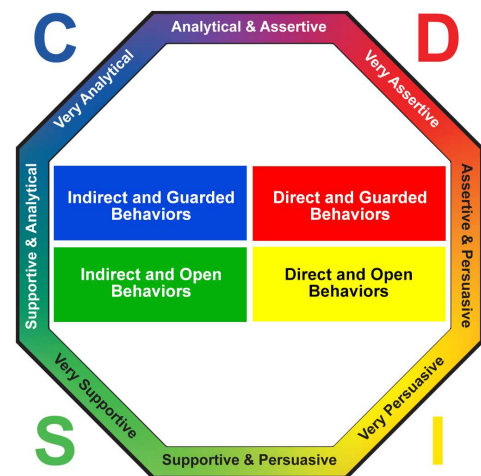 C
Analytical & Assertive
D
Very Analytical
Very Assertive
Supportive & Analytical
Indirect and Guarded
Behaviors
Direct and Guarded
Behaviors
Assertive & Persuasive
Indirect and Open
Behaviors
Direct and Open
Behaviors
Very Supportive
Very Persuasive
S
Supportive & Persuasive
I